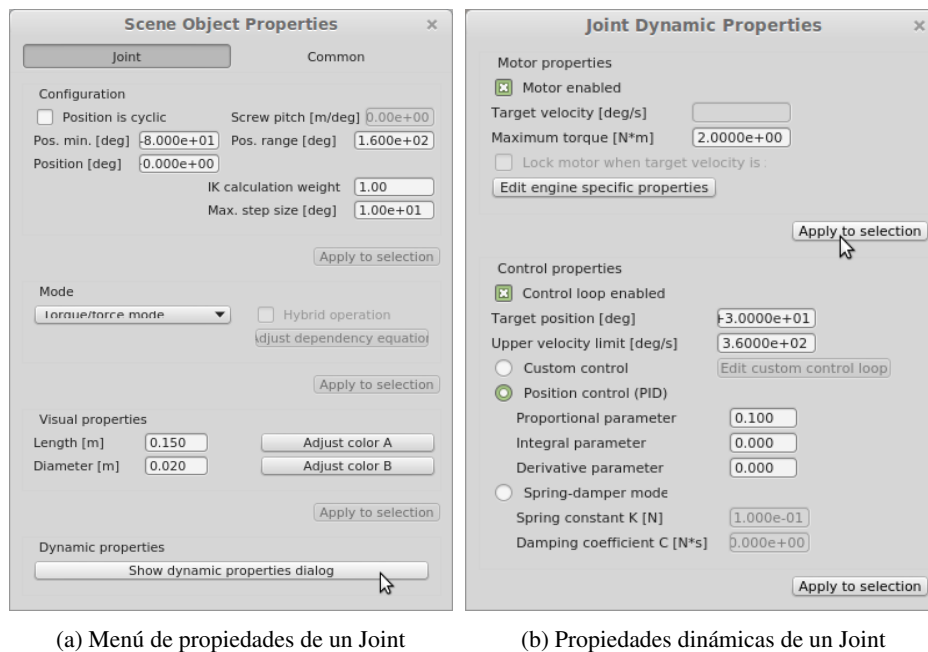 Scene Object Properties ×
Joint Common
Configuration
Position is cyclic Screw pitch [m/deg] 0.00e+00
Pos. min. [deg] -8.000e+01 Pos. range [deg] 1.600e+02
Position [deg] -0.000e+00
IK calculation weight 1.00
Max. step size [deg] 1.00e+01
Apply to selection
Mode
Torque/force mode Hybrid operation
Adjust dependency equation
Apply to selection
Visual properties
Length [m] 0.150 Adjust color A
Diameter [m] 0.020 Adjust color B
Apply to selection
Dynamic properties
Show dynamic properties dialog
(a) Menú de propiedades de un Joint
Joint Dynamic Properties ×
Motor properties
Motor enabled
Target velocity [deg/s]
Maximum torque [N*m] 2.0000e+00
Lock motor when target velocity is
Edit engine specific properties
Apply to selection
Control properties
Control loop enabled
Target position [deg] +3.0000e+01
Upper velocity limit [deg/s] 3.6000e+02
Custom control Edit custom control loop
Position control (PID)
Proportional parameter 0.100
Integral parameter 0.000
Derivative parameter 0.000
Spring-damper mode
Spring constant K [N] 1.000e-01
Damping coefficient C [N*s] 0.000e+00
Apply to selection
(b) Propiedades dinámicas de un Joint